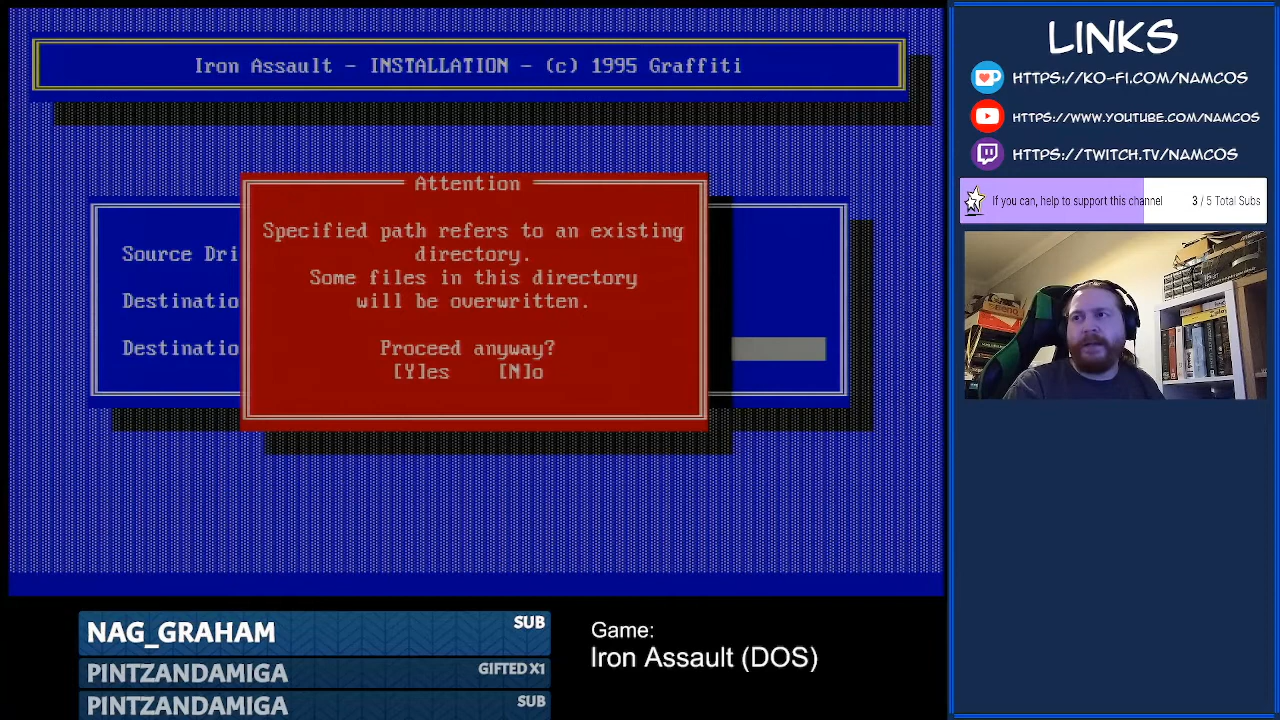 Iron Assault - INSTALLATION - (c) 1995 Graffiti
Attention
Specified path refers to an existing
directory.
Some files in this directory
will be overwritten.
Proceed anyway?
[Y]es [N]o
Source Dri
Destinatio
Destinatio
LINKS
HTTPS://KO-FI.COM/NAMCOS
HTTPS://WWW.YOUTUBE.COM/NAMCOS
HTTPS://TWITCH.TV/NAMCOS
If you can, help to support this channel 3 / 5 Total Subs
NAG_GRAHAM SUB
PINTZANDAMIGA GIFTED X1
PINTZANDAMIGA SUB
Game:
Iron Assault (DOS)